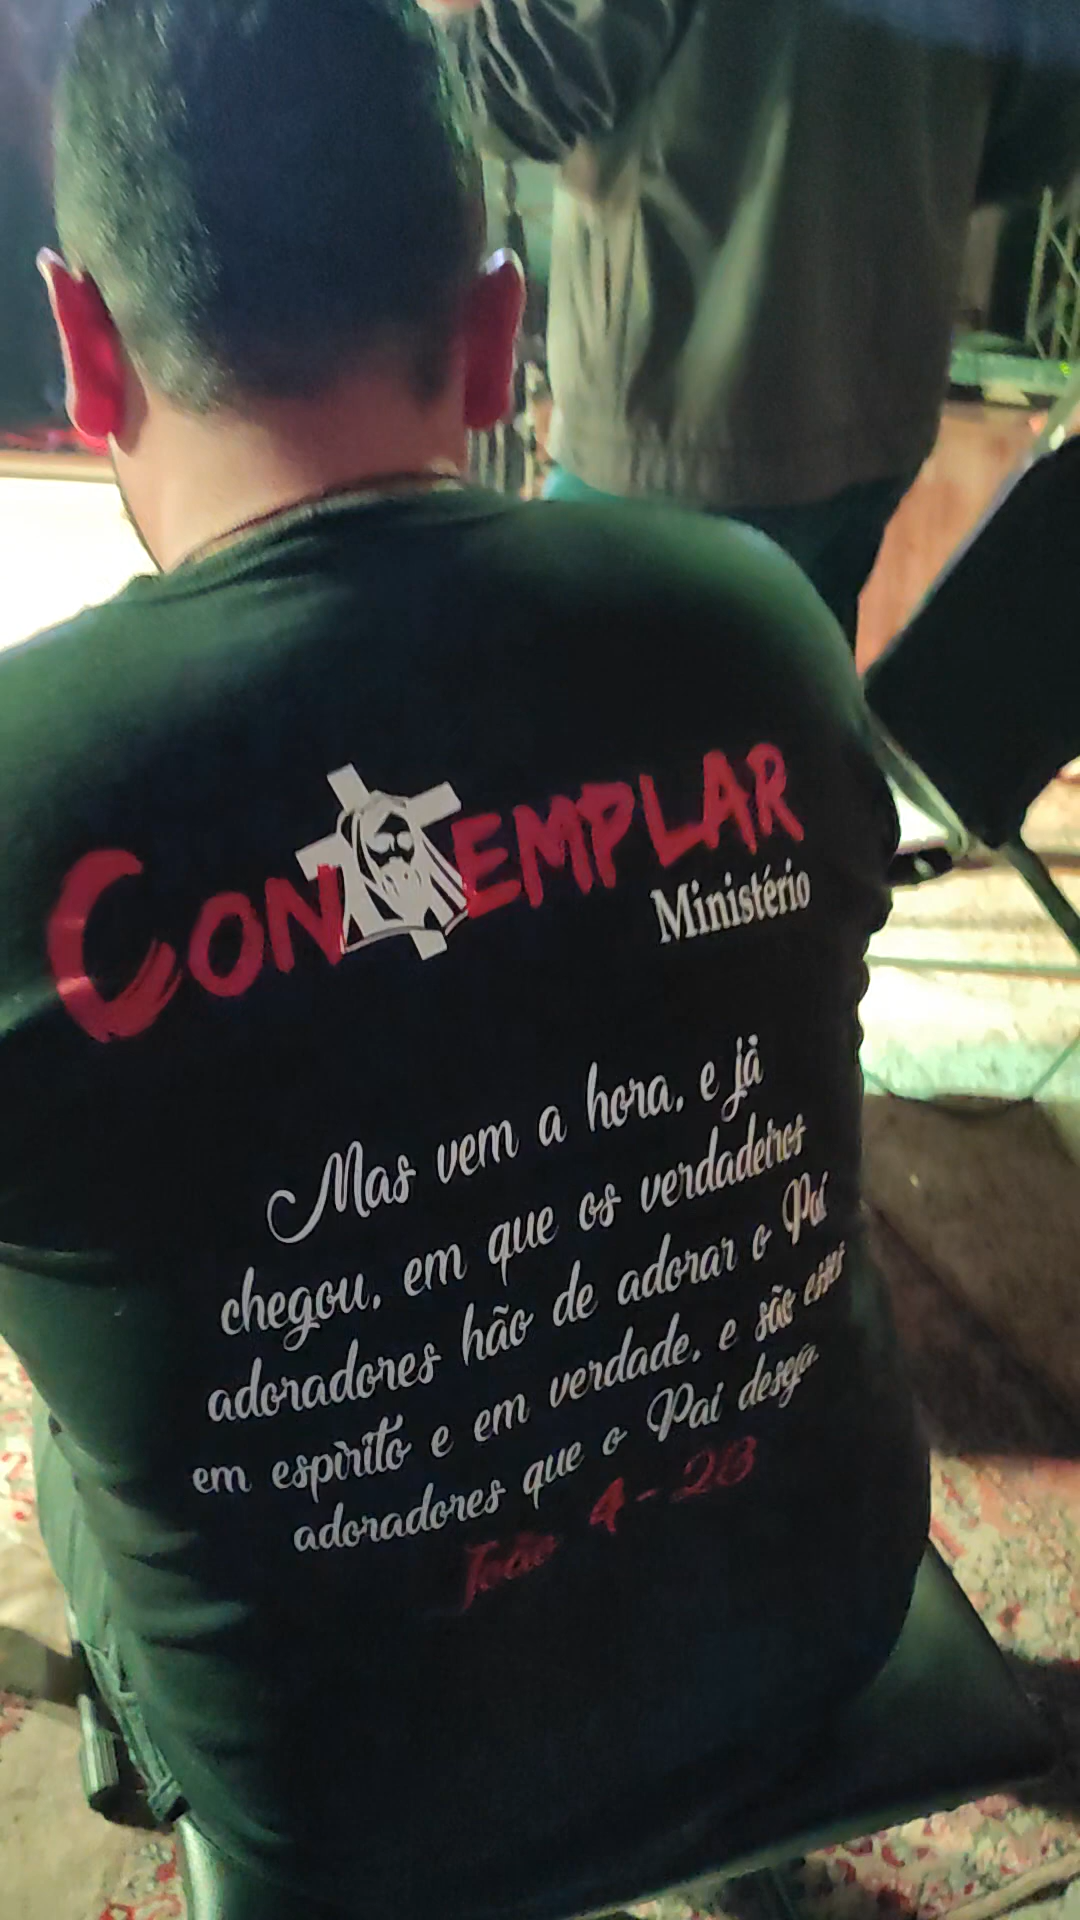 CONTEMPLAR
Ministério
Mas vem a hora, e já
chegou, em que os verdadeiros
adoradores hão de adorar o Pai
em espírito e em verdade, e são esses
adoradores que o Pai deseja.
João 4-23